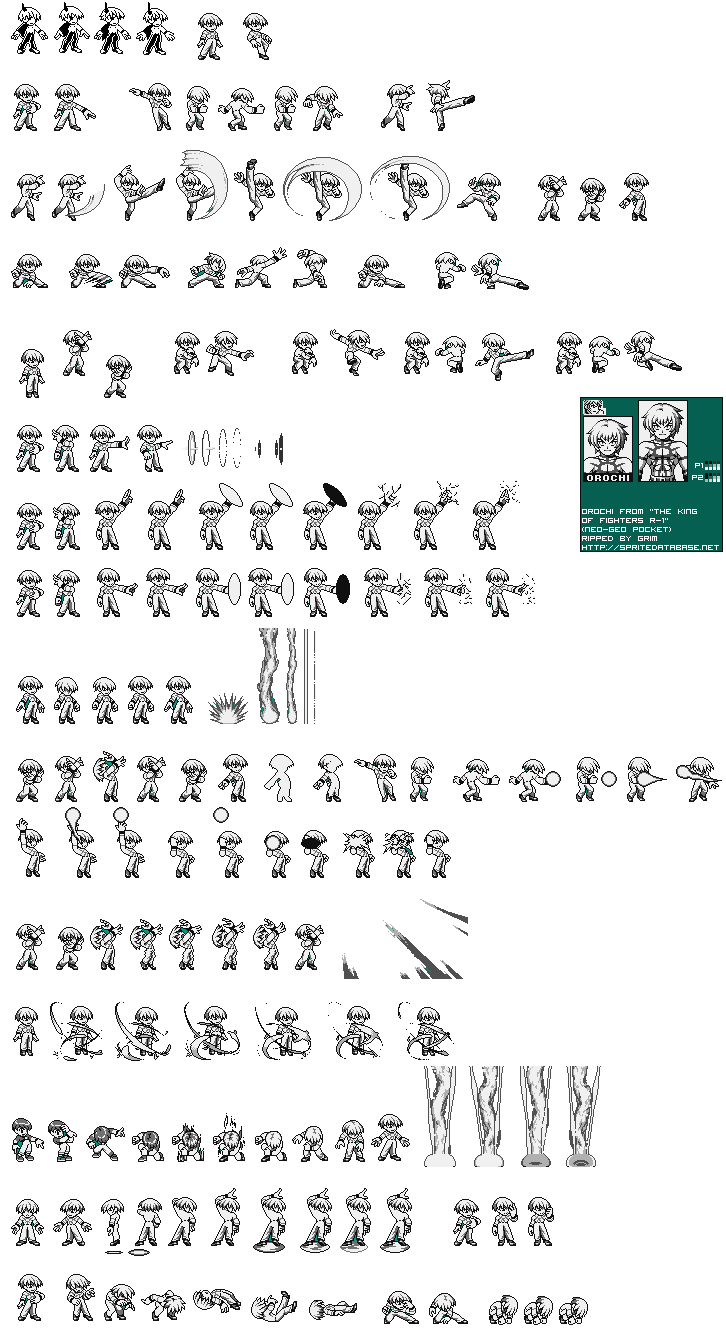 OROCHI
P1
P2
OROCHI FROM "THE KING
OF FIGHTERS R-1"
(NEO-GEO POCKET)
RIPPED BY GRIM
HTTP://SPRITEDATABASE.NET